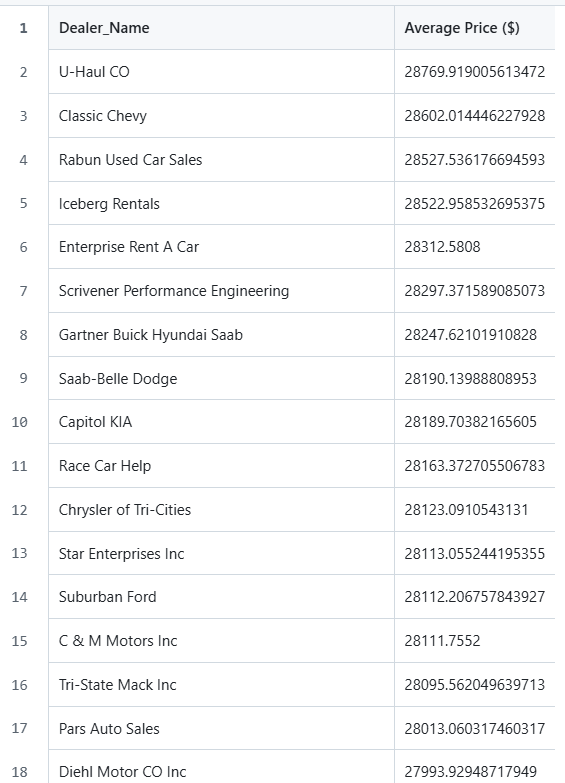 1 Dealer_Name Average Price ($)
2 U-Haul CO 28769.919005613472
3 Classic Chevy 28602.014446227928
4 Rabun Used Car Sales 28527.536176694593
5 Iceberg Rentals 28522.958532695375
6 Enterprise Rent A Car 28312.5808
7 Scrivener Performance Engineering 28297.371589085073
8 Gartner Buick Hyundai Saab 28247.62101910828
9 Saab-Belle Dodge 28190.13988808953
10 Capitol KIA 28189.70382165605
11 Race Car Help 28163.372705506783
12 Chrysler of Tri-Cities 28123.0910543131
13 Star Enterprises Inc 28113.055244195355
14 Suburban Ford 28112.206757843927
15 C & M Motors Inc 28111.7552
16 Tri-State Mack Inc 28095.562049639713
17 Pars Auto Sales 28013.060317460317
18 Diehl Motor CO Inc 27993.92948717949